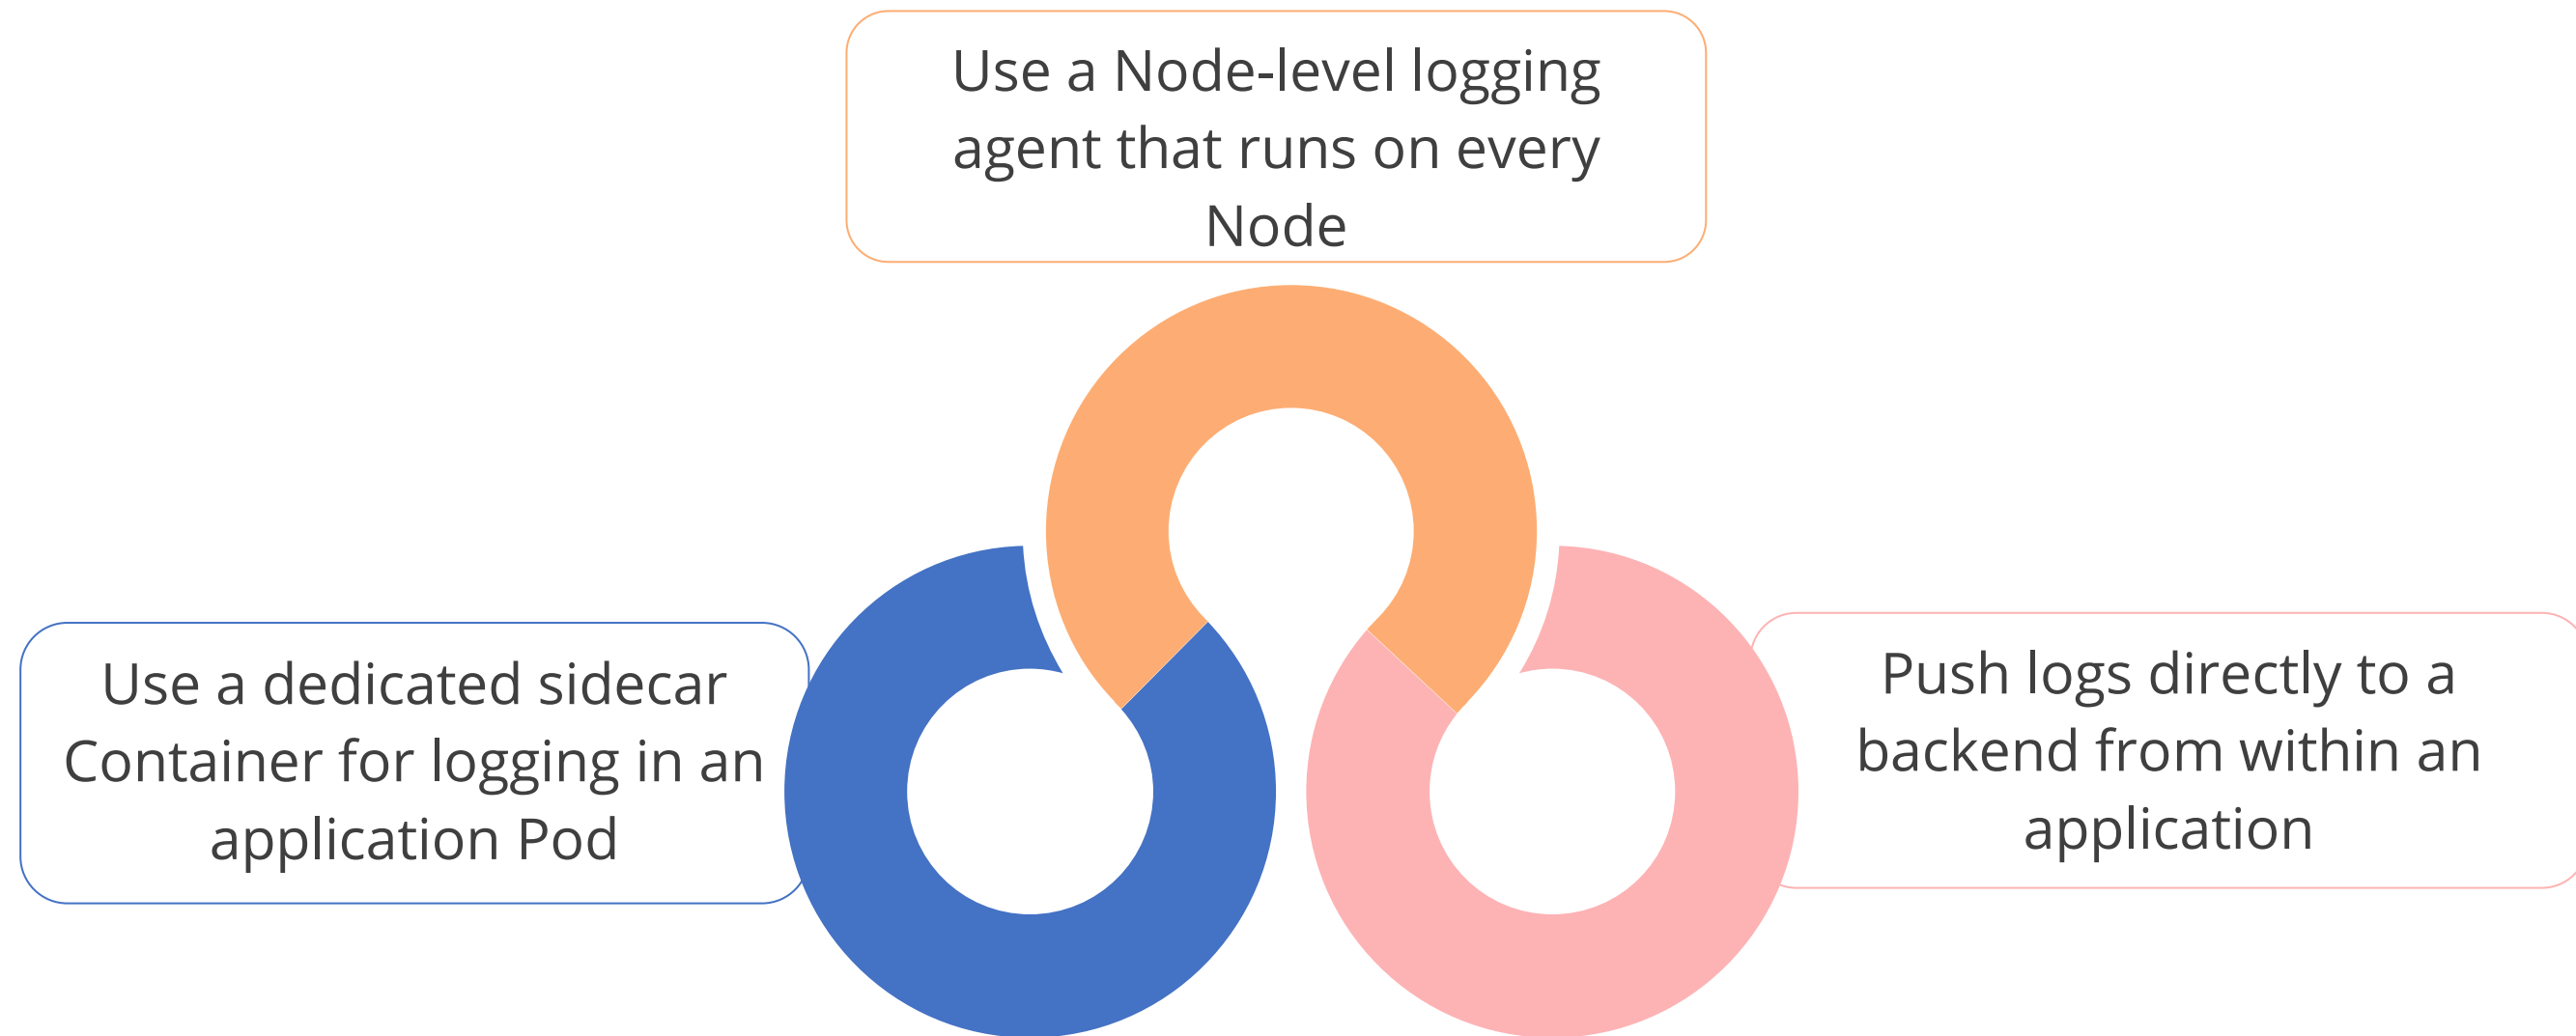 Use a Node-level logging
agent that runs on every
Node
Use a dedicated sidecar
Container for logging in an
application Pod
Push logs directly to a
backend from within an
application